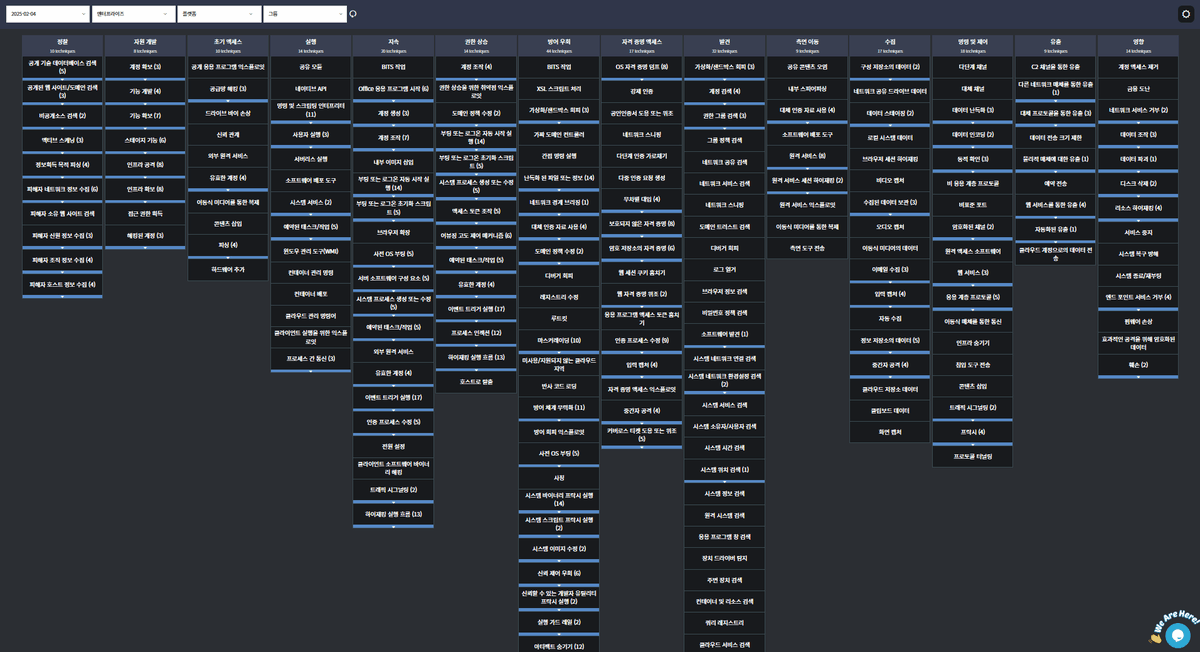 2025-02-04
엔터프라이즈
플랫폼
그룹
정찰
10 techniques
공개 기술 데이터베이스 검색
(5)
공개된 웹 사이트/도메인 검색
(3)
비공개소스 검색 (2)
액티브 스캐닝 (3)
정보획득 목적 피싱 (4)
피해자 네트워크 정보 수집 (6)
피해자 소유 웹 사이트 검색
피해자 신원 정보 수집 (3)
피해자 조직 정보 수집 (4)
피해자 호스트 정보 수집 (4)
자원 개발
8 techniques
계정 확보 (3)
기능 개발 (4)
기능 확보 (7)
스테이지 기능 (6)
인프라 공격 (8)
인프라 확보 (8)
접근 권한 획득
해킹된 계정 (3)
초기 액세스
10 techniques
공개 응용 프로그램 익스플로잇
공급망 해킹 (3)
드라이브 바이 손상
신뢰 관계
외부 원격 서비스
유효한 계정 (4)
이동식 미디어를 통한 복제
콘텐츠 삽입
피싱 (4)
하드웨어 추가
실행
14 techniques
공유 모듈
네이티브 API
명령 및 스크립팅 인터프리터
(11)
사용자 실행 (3)
서버리스 실행
소프트웨어 배포 도구
시스템 서비스 (2)
예약된 태스크/작업 (5)
윈도우 관리 도구(WMI)
컨테이너 관리 명령
컨테이너 배포
클라우드 관리 명령어
클라이언트 실행을 위한 익스플
로잇
프로세스 간 통신 (3)
지속
20 techniques
BITS 작업
Office 응용 프로그램 시작 (6)
계정 생성 (3)
계정 조작 (7)
내부 이미지 삽입
부팅 또는 로그온 자동 시작 실
행 (14)
부팅 또는 로그온 초기화 스크립
트 (5)
브라우저 확장
사전 OS 부팅 (5)
서버 소프트웨어 구성 요소 (5)
시스템 프로세스 생성 또는 수정
(5)
예약된 태스크/작업 (5)
외부 원격 서비스
유효한 계정 (4)
이벤트 트리거 실행 (17)
인증 프로세스 수정 (5)
전원 설정
클라이언트 소프트웨어 바이너
리 해킹
트래픽 시그널링 (2)
하이재킹 실행 흐름 (13)
권한 상승
14 techniques
계정 조작 (4)
권한 상승을 위한 취약점 익스플
로잇
도메인 정책 수정 (2)
부팅 또는 로그온 자동 시작 실
행 (14)
부팅 또는 로그온 초기화 스크립
트 (5)
시스템 프로세스 생성 또는 수정
(5)
액세스 토큰 조작 (5)
어뷰징 고도 제어 메커니즘 (6)
예약된 태스크/작업 (5)
유효한 계정 (4)
이벤트 트리거 실행 (17)
프로세스 인젝션 (12)
하이재킹 실행 흐름 (13)
호스트로 탈출
방어 우회
44 techniques
BITS 작업
XSL 스크립트 처리
가상화/샌드박스 회피 (3)
가짜 도메인 컨트롤러
간접 명령 실행
난독화 된 파일 또는 정보 (14)
네트워크 경계 브리징 (1)
대체 인증 자료 사용 (4)
도메인 정책 수정 (2)
디버거 회피
레지스트리 수정
루트킷
마스커레이딩 (10)
미사용/지원되지 않는 클라우드
지역
반사 코드 로딩
방어 체계 무력화 (11)
방어 회피 익스플로잇
사전 OS 부팅 (5)
사칭
시스템 바이너리 프락시 실행
(14)
시스템 스크립트 프락시 실행
(2)
시스템 이미지 수정 (2)
신뢰 제어 우회 (6)
신뢰할 수 있는 개발자 유틸리티
프락시 실행 (2)
실행 가드 레일 (2)
아티팩트 숨기기 (12)
자격 증명 액세스
17 techniques
OS 자격 증명 덤프 (8)
강제 인증
공인인증서 도용 또는 위조
네트워크 스니핑
다단계 인증 가로채기
다중 인증 요청 생성
무차별 대입 (4)
보호되지 않은 자격 증명 (8)
암호 저장소의 자격 증명 (6)
웹 세션 쿠키 훔치기
웹 자격 증명 위조 (2)
응용 프로그램 액세스 토큰 훔치
기
인증 프로세스 수정 (9)
입력 캡처 (4)
자격 증명 액세스 익스플로잇
중간자 공격 (4)
커버로스 티켓 도용 또는 위조
(5)
발견
32 techniques
가상화/샌드박스 회피 (3)
계정 검색 (4)
권한 그룹 검색 (3)
그룹 정책 검색
네트워크 공유 검색
네트워크 서비스 검색
네트워크 스니핑
도메인 트러스트 검색
디버거 회피
로그 열거
브라우저 정보 검색
비밀번호 정책 검색
소프트웨어 발견 (1)
시스템 네트워크 연결 검색
시스템 네트워크 환경설정 검색
(2)
시스템 서비스 검색
시스템 소유자/사용자 검색
시스템 시간 검색
시스템 위치 검색 (1)
시스템 정보 검색
원격 시스템 검색
응용 프로그램 창 검색
장치 드라이버 탐지
주변 장치 검색
컨테이너 및 리소스 검색
쿼리 레지스트리
클라우드 서비스 검색
측면 이동
9 techniques
공유 콘텐츠 오염
내부 스피어피싱
대체 인증 자료 사용 (4)
소프트웨어 배포 도구
원격 서비스 (8)
원격 서비스 세션 하이재킹 (2)
원격 서비스 익스플로잇
이동식 미디어를 통한 복제
측면 도구 전송
수집
17 techniques
구성 저장소의 데이터 (2)
네트워크 공유 드라이브 데이터
데이터 스테이징 (2)
로컬 시스템 데이터
브라우저 세션 하이재킹
비디오 캡처
수집된 데이터 보관 (3)
오디오 캡처
이동식 미디어의 데이터
이메일 수집 (3)
입력 캡처 (4)
자동 수집
정보 저장소의 데이터 (5)
중간자 공격 (4)
클라우드 저장소 데이터
클립보드 데이터
화면 캡처
명령 및 제어
18 techniques
다단계 채널
대체 채널
데이터 난독화 (3)
데이터 인코딩 (2)
동적 확인 (3)
비 응용 계층 프로토콜
비표준 포트
암호화된 채널 (2)
원격 액세스 소프트웨어
웹 서비스 (3)
응용 계층 프로토콜 (5)
이동식 매체를 통한 통신
인프라 숨기기
침입 도구 전송
콘텐츠 삽입
트래픽 시그널링 (2)
프락시 (4)
프로토콜 터널링
유출
9 techniques
C2 채널을 통한 유출
다른 네트워크 매체를 통한 유출
(1)
대체 프로토콜을 통한 유출 (3)
데이터 전송 크기 제한
물리적 매체에 대한 유출 (1)
예약 전송
웹 서비스를 통한 유출 (4)
자동화된 유출 (1)
클라우드 계정으로의 데이터 전
송
영향
14 techniques
계정 액세스 제거
금융 도난
네트워크 서비스 거부 (2)
데이터 조작 (3)
데이터 파괴 (1)
디스크 삭제 (2)
리소스 하이재킹 (4)
서비스 중지
시스템 복구 방해
시스템 종료/재부팅
엔드 포인트 서비스 거부 (4)
펌웨어 손상
효과적인 공격을 위해 암호화된
데이터
훼손 (2)
We Are Here!